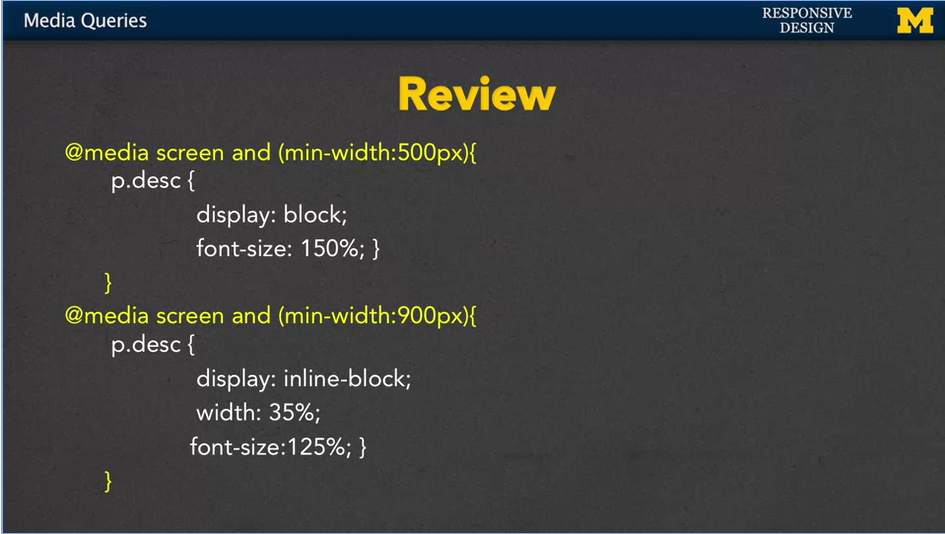 Media Queries
RESPONSIVE
DESIGN
M
Review
@media screen and (min-width:500px){
p.desc {
display: block;
font-size: 150%; }
}
@media screen and (min-width:900px){
p.desc {
display: inline-block;
width: 35%;
font-size:125%; }
}